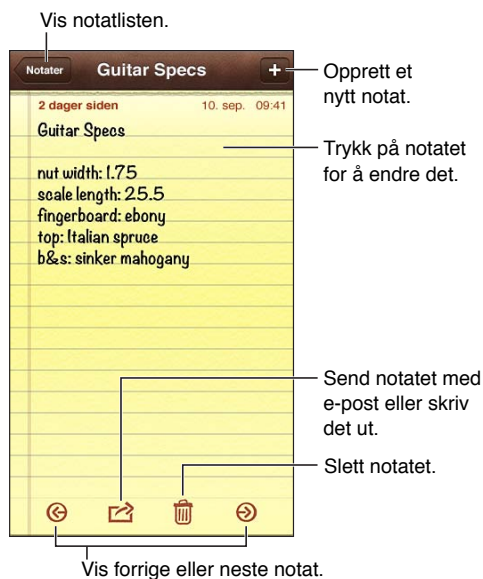 Vis notatlisten.
Notater
Guitar Specs
+
Opprett et
nytt notat.
2 dager siden
10. sep. 09:41
Guitar Specs
Trykk på notatet
for å endre det.
nut width: 1.75
scale length: 25.5
fingerboard: ebony
top: Italian spruce
b&s: sinker mahogany
Send notatet med
e-post eller skriv
det ut.
Slett notatet.
Vis forrige eller neste notat.